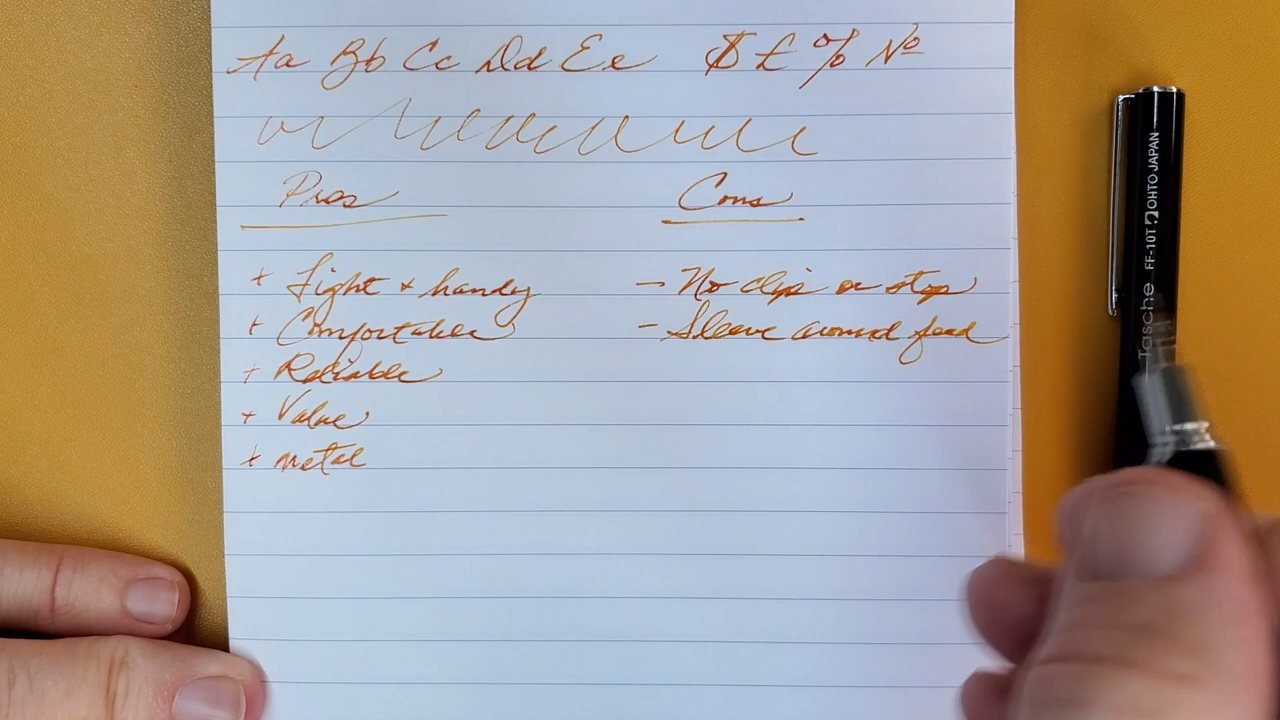 Aa Bb Cc Dd Ee $ £ % No
Pros Cons
+ Light + handy - No clip or stop
+ Comfortable - Sleeve around feed
+ Reliable
+ Value
+ metal
Tasche FF-10T OHTO JAPAN